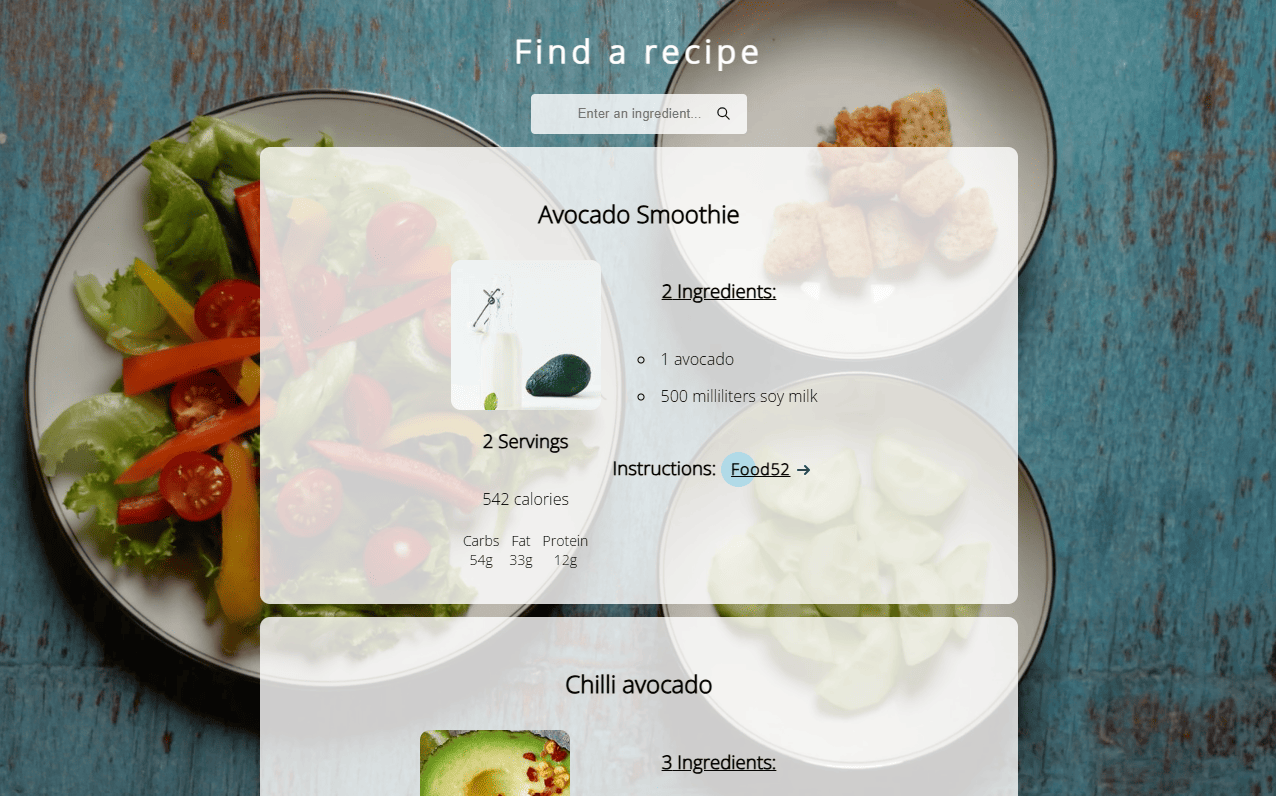 Find a recipe
Enter an ingredient...
Avocado Smoothie
2 Ingredients:
1 avocado
500 milliliters soy milk
2 Servings
Instructions: Food52 →
542 calories
Carbs Fat Protein
54g 33g 12g
Chilli avocado
3 Ingredients: